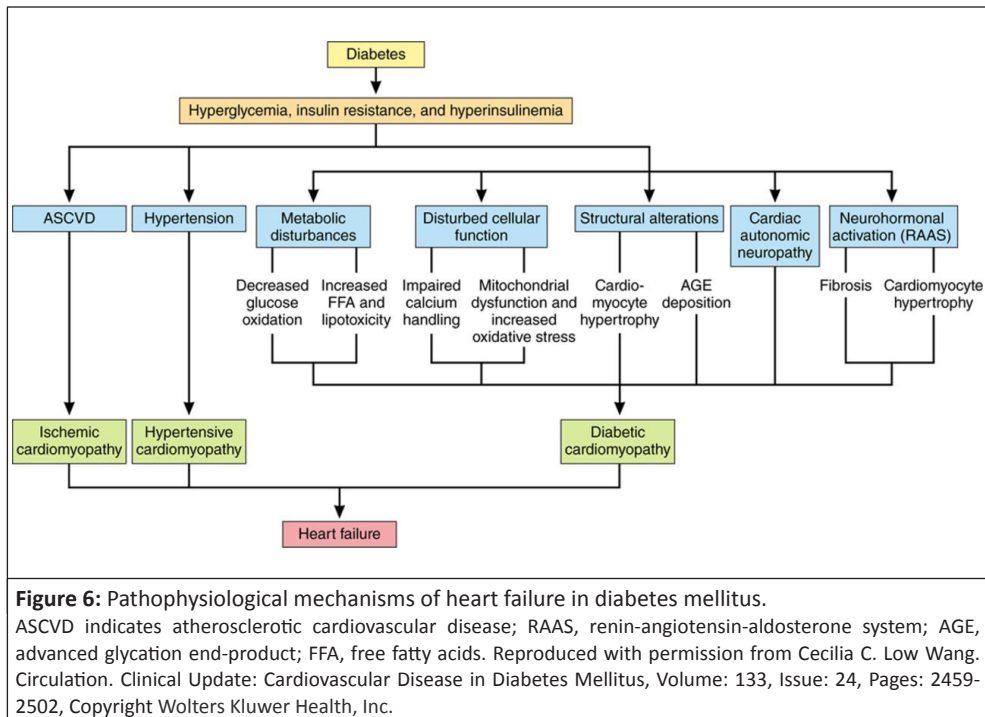 Diabetes
Hyperglycemia, insulin resistance, and hyperinsulinemia
ASCVD
Hypertension
Metabolic
disturbances
Disturbed cellular
function
Structural alterations
Cardiac
autonomic
neuropathy
Neurohormonal
activation (RAAS)
Decreased
glucose
oxidation
Increased
FFA and
lipotoxicity
Impaired
calcium
handling
Mitochondrial
dysfunction and
increased
oxidative stress
Cardio-
myocyte
hypertrophy
AGE
deposition
Fibrosis
Cardiomyocyte
hypertrophy
Ischemic
cardiomyopathy
Hypertensive
cardiomyopathy
Diabetic
cardiomyopathy
Heart failure
Figure 6: Pathophysiological mechanisms of heart failure in diabetes mellitus.
ASCVD indicates atherosclerotic cardiovascular disease; RAAS, renin-angiotensin-aldosterone system; AGE,
advanced glycation end-product; FFA, free fatty acids. Reproduced with permission from Cecilia C. Low Wang.
Circulation. Clinical Update: Cardiovascular Disease in Diabetes Mellitus, Volume: 133, Issue: 24, Pages: 2459-
2502, Copyright Wolters Kluwer Health, Inc.